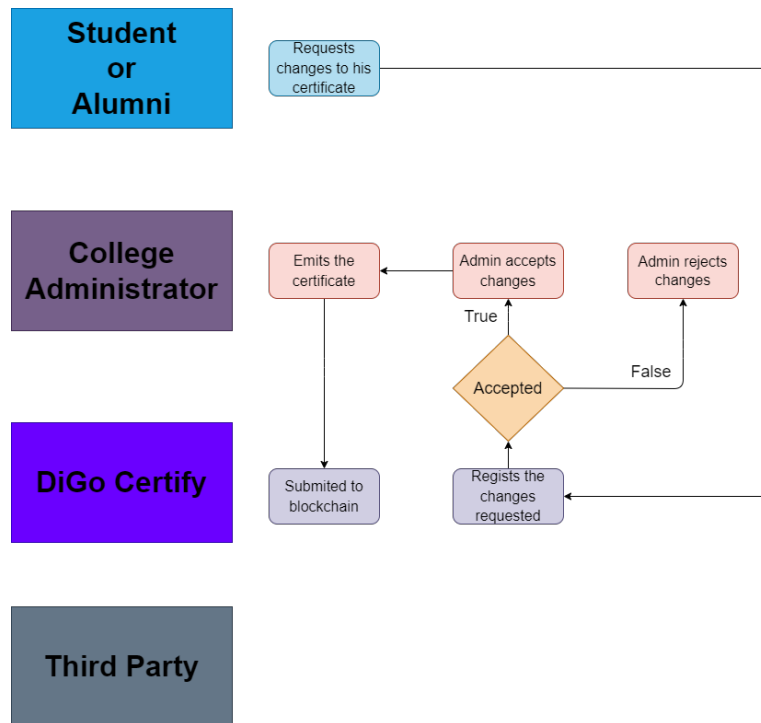 Student
or
Alumni
Requests
changes to his
certificate
College
Administrator
Emits the
certificate
Admin accepts
changes
Admin rejects
changes
True
False
Accepted
DiGo Certify
Submited to
blockchain
Regists the
changes
requested
Third Party